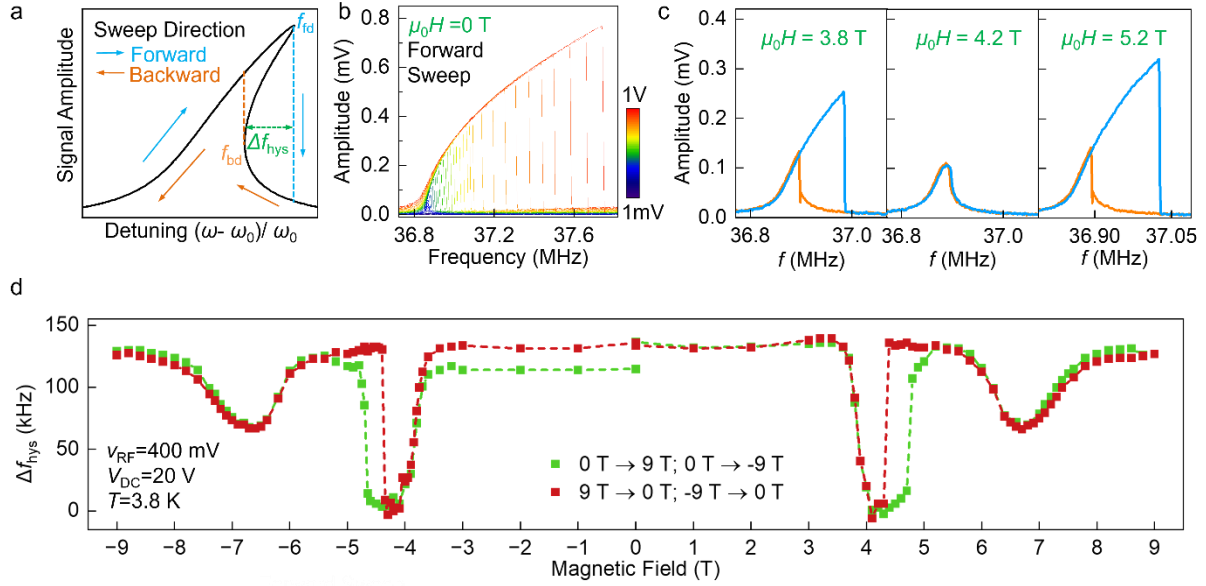 a
Sweep Direction
Forward
Backward
f_fd
Δf_hys
f_bd
Signal Amplitude
Detuning (ω- ω₀)/ ω₀
b
μ₀H =0 T
Forward
Sweep
1V
1mV
Amplitude (mV)
0.8
0.6
0.4
0.2
0.0
36.8 37.2 37.6
Frequency (MHz)
c
μ₀H = 3.8 T μ₀H = 4.2 T μ₀H = 5.2 T
Amplitude (mV)
0.4
0.3
0.2
0.1
0.0
36.8 37.0 36.8 37.0 36.90 37.05
f (MHz) f (MHz) f (MHz)
d
150
100
50
0
Δf_hys (kHz)
v_RF=400 mV
V_DC=20 V
T=3.8 K
0 T → 9 T; 0 T → -9 T
9 T → 0 T; -9 T → 0 T
−9 −8 −7 −6 −5 −4 −3 −2 −1 0 1 2 3 4 5 6 7 8 9
Magnetic Field (T)